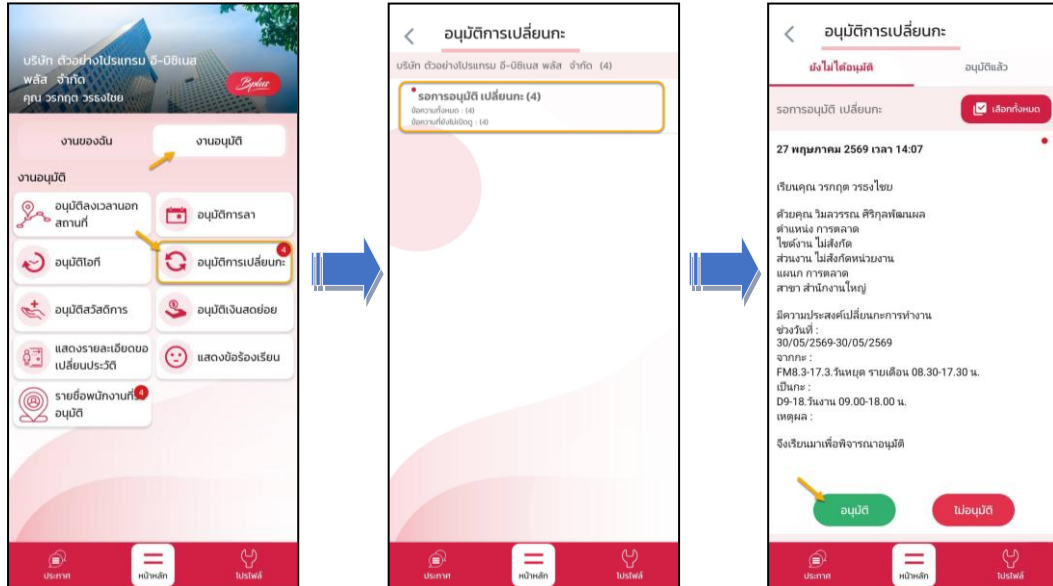 บริษัท ตัวอย่างโปรแกรม อี-บิซิเนส
พลัส จำกัด
คุณ วรกฤต วรธงไชย
Bplus
งานของฉัน
งานอนุมัติ
งานอนุมัติ
อนุมัติลงเวลานอก
สถานที่
อนุมัติการลา
อนุมัติโอที
อนุมัติการเปลี่ยนกะ
4
อนุมัติสวัสดิการ
อนุมัติเงินสดย่อย
แสดงรายละเอียดขอ
เปลี่ยนประวัติ
แสดงข้อร้องเรียน
รายชื่อพนักงานที่
4
อนุมัติ
ประกาศ
หน้าหลัก
โปรไฟล์
อนุมัติการเปลี่ยนกะ
บริษัท ตัวอย่างโปรแกรม อี-บิซิเนส พลัส จำกัด (4)
รอการอนุมัติ เปลี่ยนกะ (4)
ข้อความทั้งหมด : (4)
ข้อความที่ยังไม่เปิดดู : (4)
ประกาศ
หน้าหลัก
โปรไฟล์
อนุมัติการเปลี่ยนกะ
ยังไม่ได้อนุมัติ
อนุมัติแล้ว
รอการอนุมัติ เปลี่ยนกะ
เลือกทั้งหมด
27 พฤษภาคม 2569 เวลา 14:07
เรียนคุณ วรกฤต วรธงไชย
ด้วยคุณ วิมลวรรณ ศิริกุลพัฒนผล
ตำแหน่ง การตลาด
ไซต์งาน ไม่สังกัด
ส่วนงาน ไม่สังกัดหน่วยงาน
แผนก การตลาด
สาขา สำนักงานใหญ่
มีความประสงค์เปลี่ยนกะการทำงาน
ช่วงวันที่ :
30/05/2569-30/05/2569
จากกะ :
FM8.3-17.3.วันหยุด รายเดือน 08.30-17.30 น.
เป็นกะ :
D9-18.วันงาน 09.00-18.00 น.
เหตุผล :
จึงเรียนมาเพื่อพิจารณาอนุมัติ
อนุมัติ
ไม่อนุมัติ
ประกาศ
หน้าหลัก
โปรไฟล์